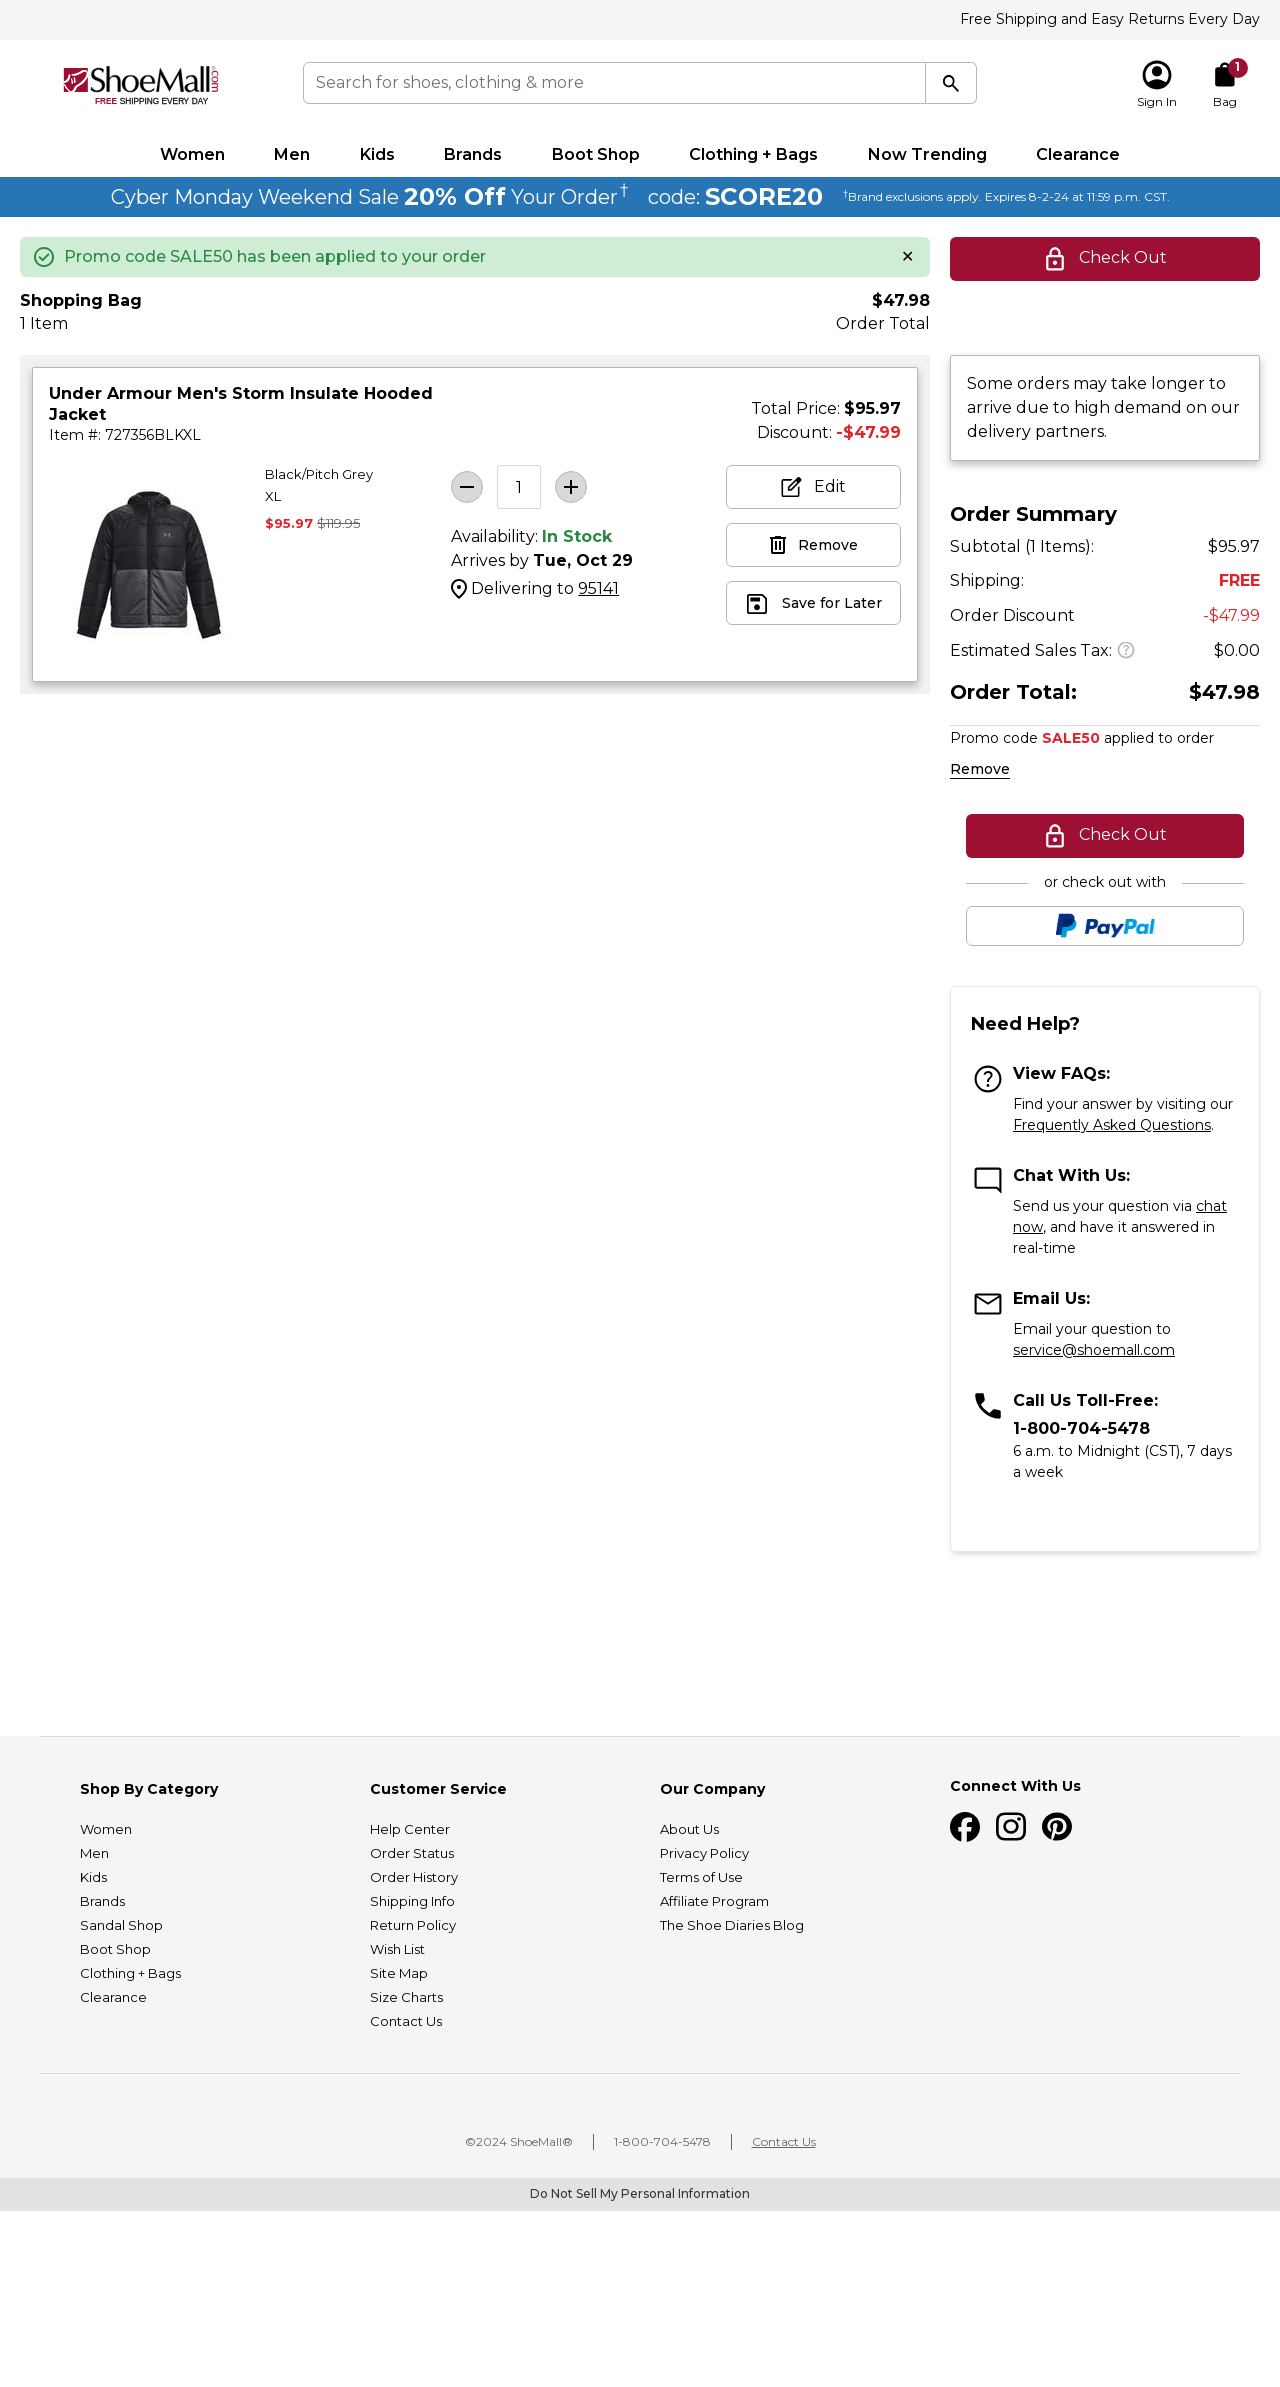 Free Shipping and Easy Returns Every Day
ShoeMall®.com
FREE SHIPPING EVERY DAY
Search for shoes, clothing & more
1
Sign In
Bag
Women
Men
Kids
Brands
Boot Shop
Clothing + Bags
Now Trending
Clearance
Cyber Monday Weekend Sale 20% Off Your Order† code: SCORE20 †Brand exclusions apply. Expires 8-2-24 at 11:59 p.m. CST.
Promo code SALE50 has been applied to your order
Check Out
Shopping Bag
$47.98
1 Item
Order Total
Under Armour Men's Storm Insulate Hooded
Jacket
Item #: 727356BLKXL
Total Price: $95.97
Discount: -$47.99
Black/Pitch Grey
XL
$95.97 $119.95
1
Availability: In Stock
Arrives by Tue, Oct 29
Delivering to 95141
Edit
Remove
Save for Later
Some orders may take longer to
arrive due to high demand on our
delivery partners.
Order Summary
Subtotal (1 Items): $95.97
Shipping: FREE
Order Discount -$47.99
Estimated Sales Tax: $0.00
Order Total: $47.98
Promo code SALE50 applied to order
Remove
Check Out
or check out with
PayPal
Need Help?
View FAQs:
Find your answer by visiting our
Frequently Asked Questions.
Chat With Us:
Send us your question via chat
now, and have it answered in
real-time
Email Us:
Email your question to
service@shoemall.com
Call Us Toll-Free:
1-800-704-5478
6 a.m. to Midnight (CST), 7 days
a week
Shop By Category
Women
Men
Kids
Brands
Sandal Shop
Boot Shop
Clothing + Bags
Clearance
Customer Service
Help Center
Order Status
Order History
Shipping Info
Return Policy
Wish List
Site Map
Size Charts
Contact Us
Our Company
About Us
Privacy Policy
Terms of Use
Affiliate Program
The Shoe Diaries Blog
Connect With Us
©2024 ShoeMall®
1-800-704-5478
Contact Us
Do Not Sell My Personal Information